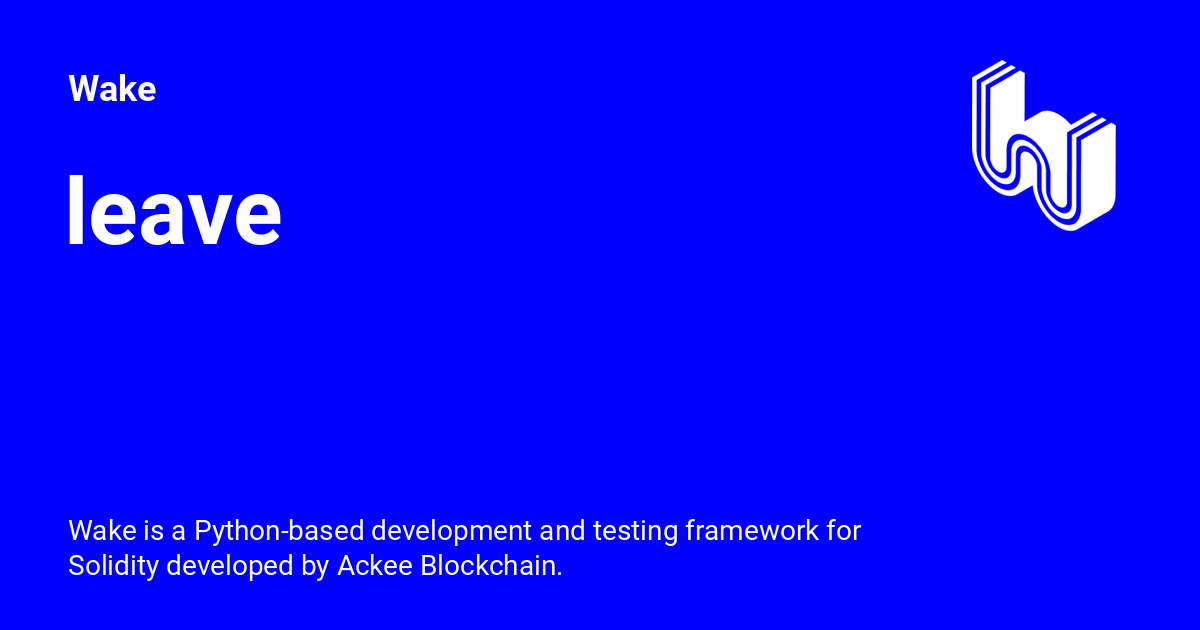 Wake
leave
Wake is a Python-based development and testing framework for
Solidity developed by Ackee Blockchain.